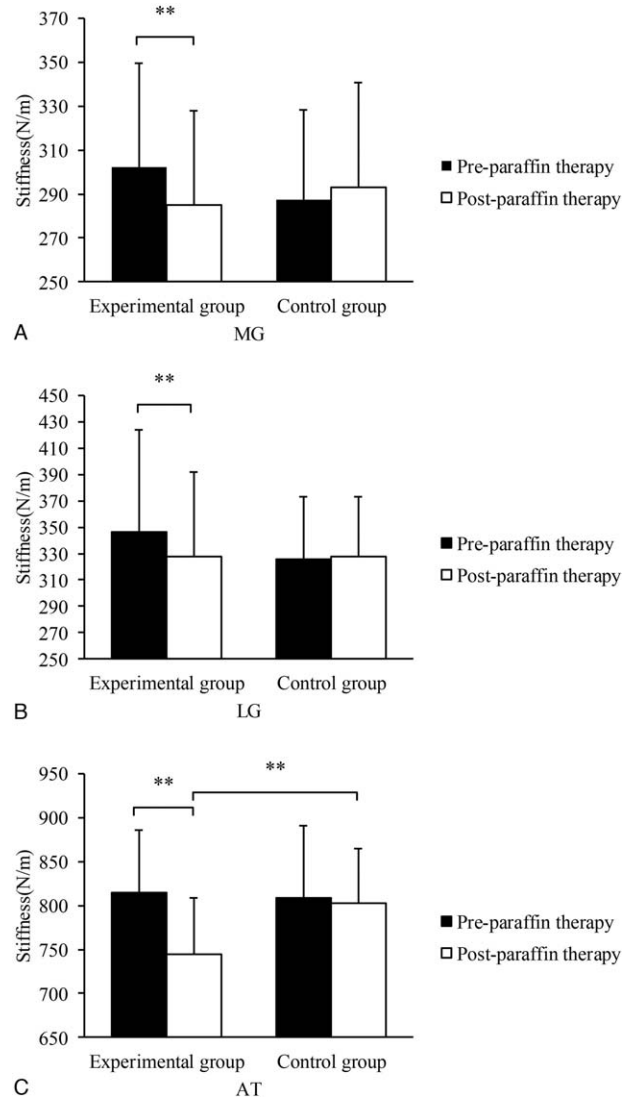 **
370
350
330
310
290
270
250
Stiffness(N/m)
Pre-paraffin therapy
Post-paraffin therapy
Experimental group Control group
A MG
**
450
430
410
390
370
350
330
310
290
270
250
Stiffness(N/m)
Pre-paraffin therapy
Post-paraffin therapy
Experimental group Control group
B LG
** **
950
900
850
800
750
700
650
Stiffness(N/m)
Pre-paraffin therapy
Post-paraffin therapy
Experimental group Control group
C AT